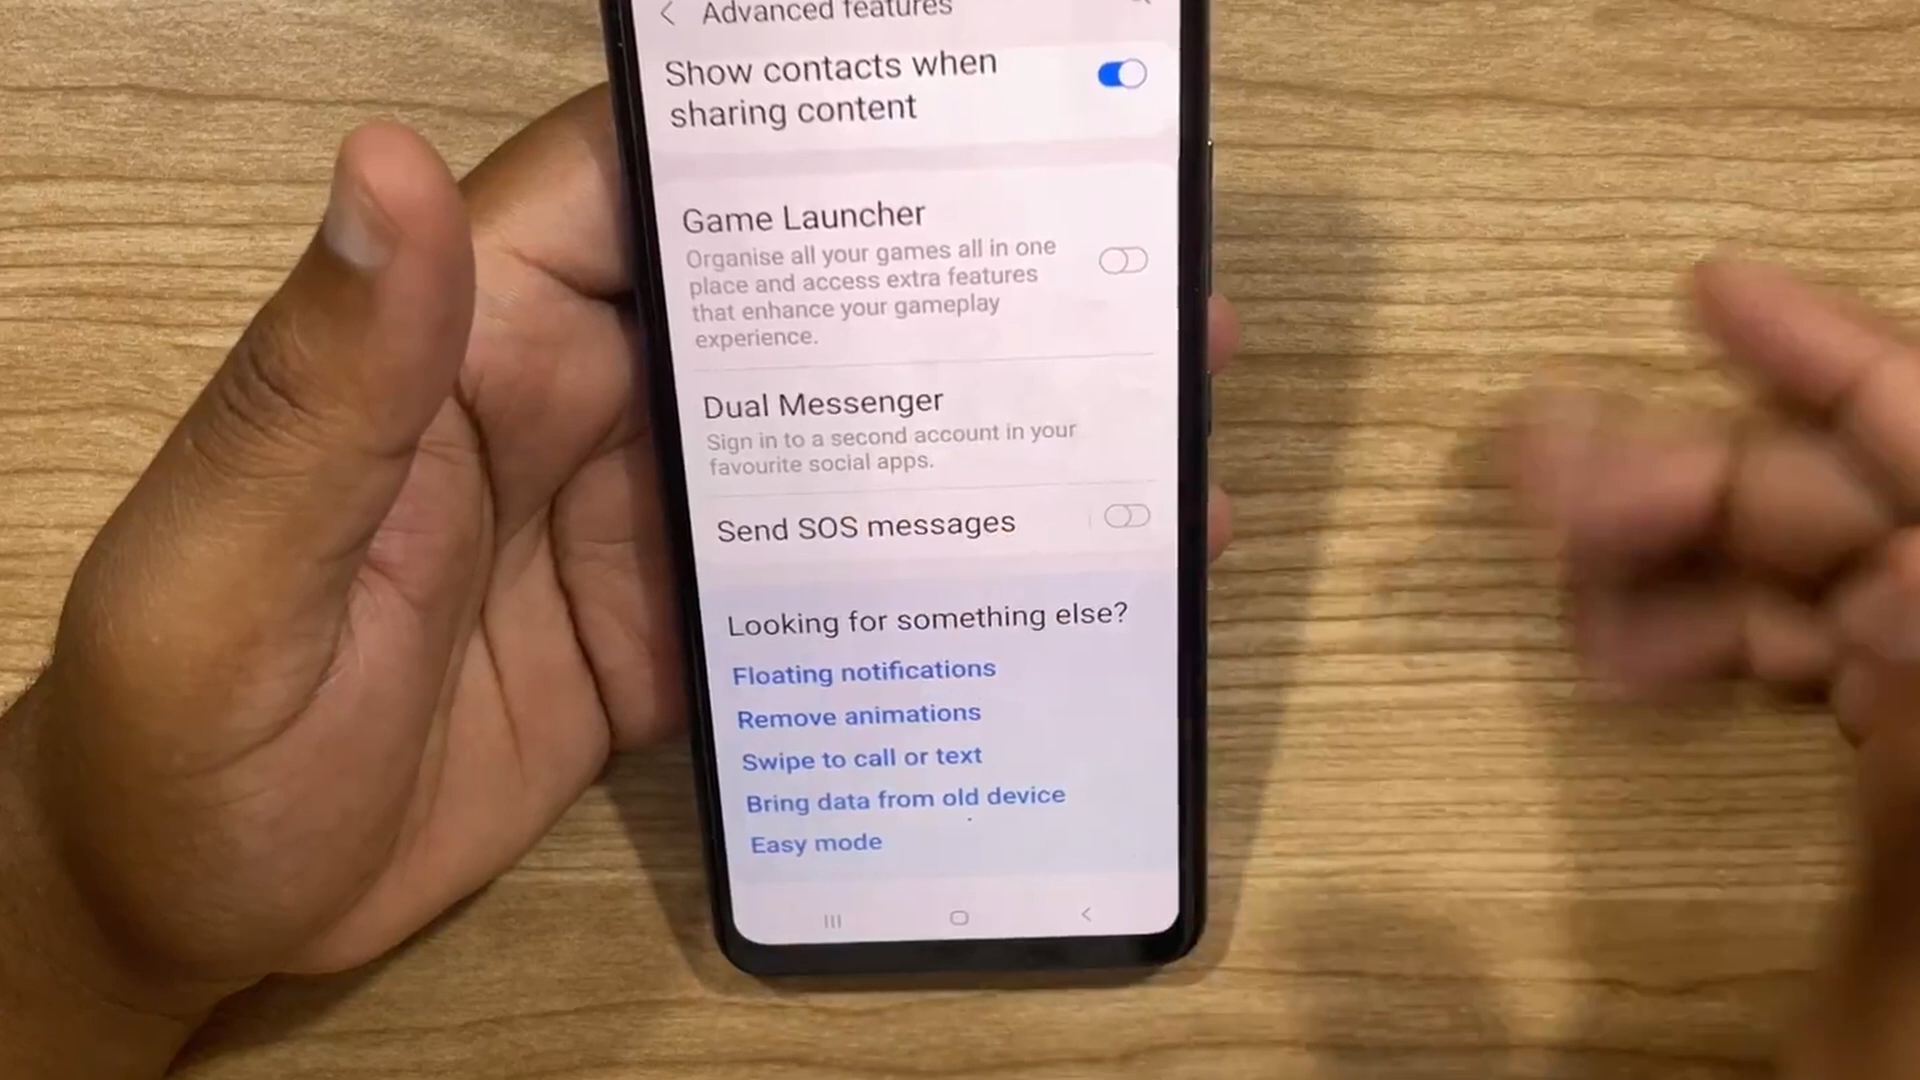 Advanced features
Show contacts when
sharing content
Game Launcher
Organise all your games all in one
place and access extra features
that enhance your gameplay
experience.
Dual Messenger
Sign in to a second account in your
favourite social apps.
Send SOS messages
Looking for something else?
Floating notifications
Remove animations
Swipe to call or text
Bring data from old device
Easy mode